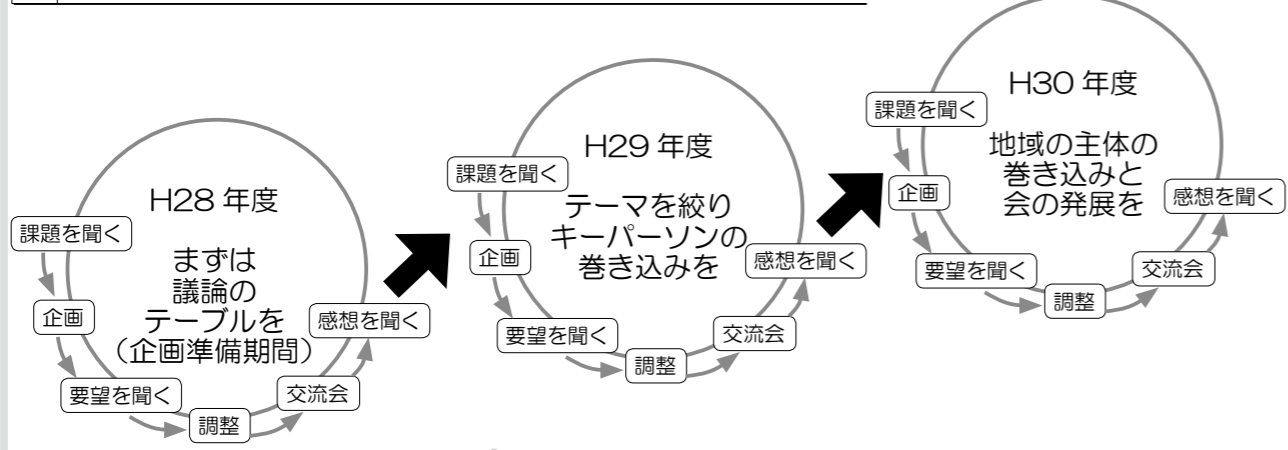 H28 年度
まずは
議論の
テーブルを
（企画準備期間）
課題を聞く
企画
要望を聞く
調整
交流会
感想を聞く
H29 年度
テーマを絞り
キーパーソンの
巻き込みを
課題を聞く
企画
要望を聞く
調整
交流会
感想を聞く
H30 年度
地域の主体の
巻き込みと
会の発展を
課題を聞く
企画
要望を聞く
調整
交流会
感想を聞く